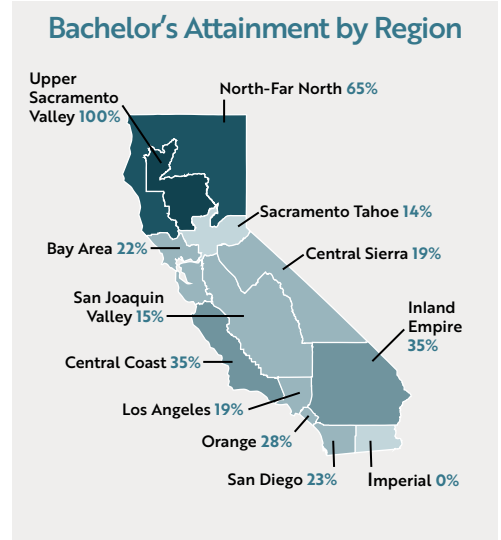 Bachelor's Attainment by Region
Upper
Sacramento
Valley 100%
North-Far North 65%
Sacramento Tahoe 14%
Bay Area 22%
Central Sierra 19%
San Joaquin
Valley 15%
Inland
Empire
35%
Central Coast 35%
Los Angeles 19%
Orange 28%
San Diego 23%
Imperial 0%